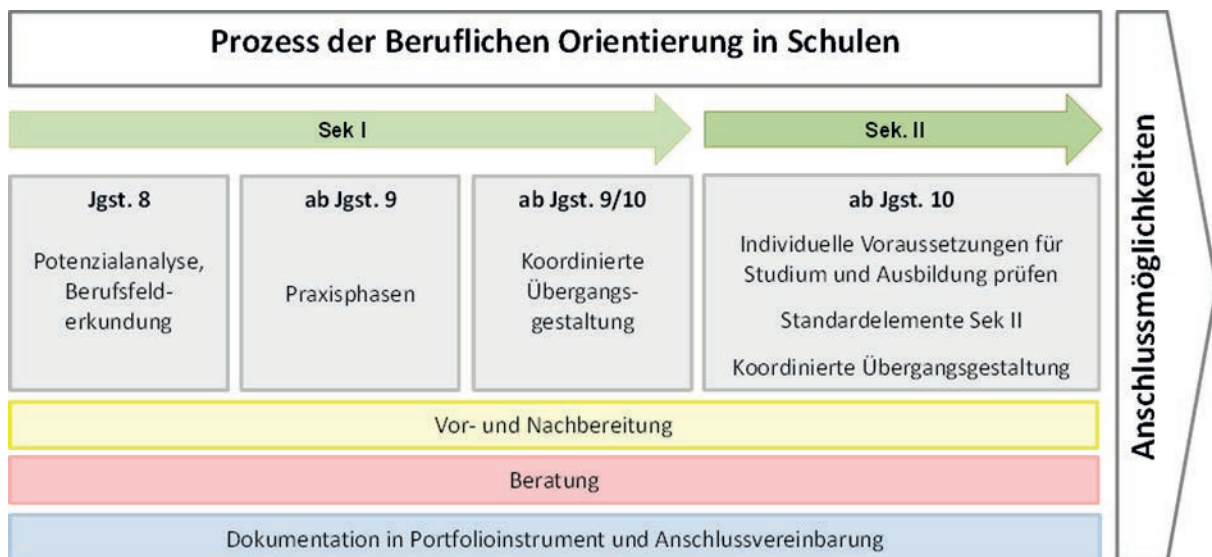 Prozess der Beruflichen Orientierung in Schulen
Sek I
Sek. II
Jgst. 8
Potenzialanalyse,
Berufsfeld-
erkundung
ab Jgst. 9
Praxisphasen
ab Jgst. 9/10
Koordinierte
Übergangs-
gestaltung
ab Jgst. 10
Individuelle Voraussetzungen für
Studium und Ausbildung prüfen
Standardelemente Sek II
Koordinierte Übergangsgestaltung
Vor- und Nachbereitung
Beratung
Dokumentation in Portfolioinstrument und Anschlussvereinbarung
Anschlussmöglichkeiten